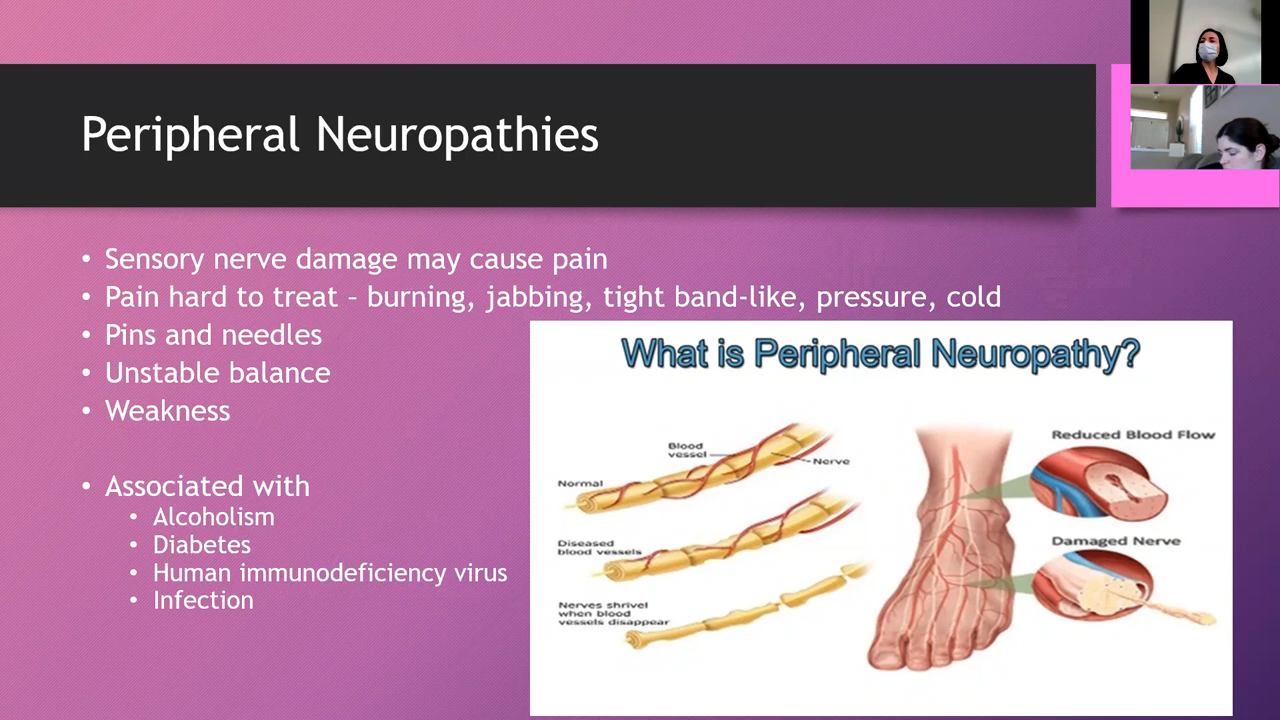 Peripheral Neuropathies
• Sensory nerve damage may cause pain
• Pain hard to treat – burning, jabbing, tight band-like, pressure, cold
• Pins and needles
• Unstable balance
• Weakness
• Associated with
• Alcoholism
• Diabetes
• Human immunodeficiency virus
• Infection
What is Peripheral Neuropathy?
Blood
vessel
Nerve
Normal
Diseased
blood vessels
Nerves shrivel
when blood
vessels disappear
Reduced Blood Flow
Damaged Nerve